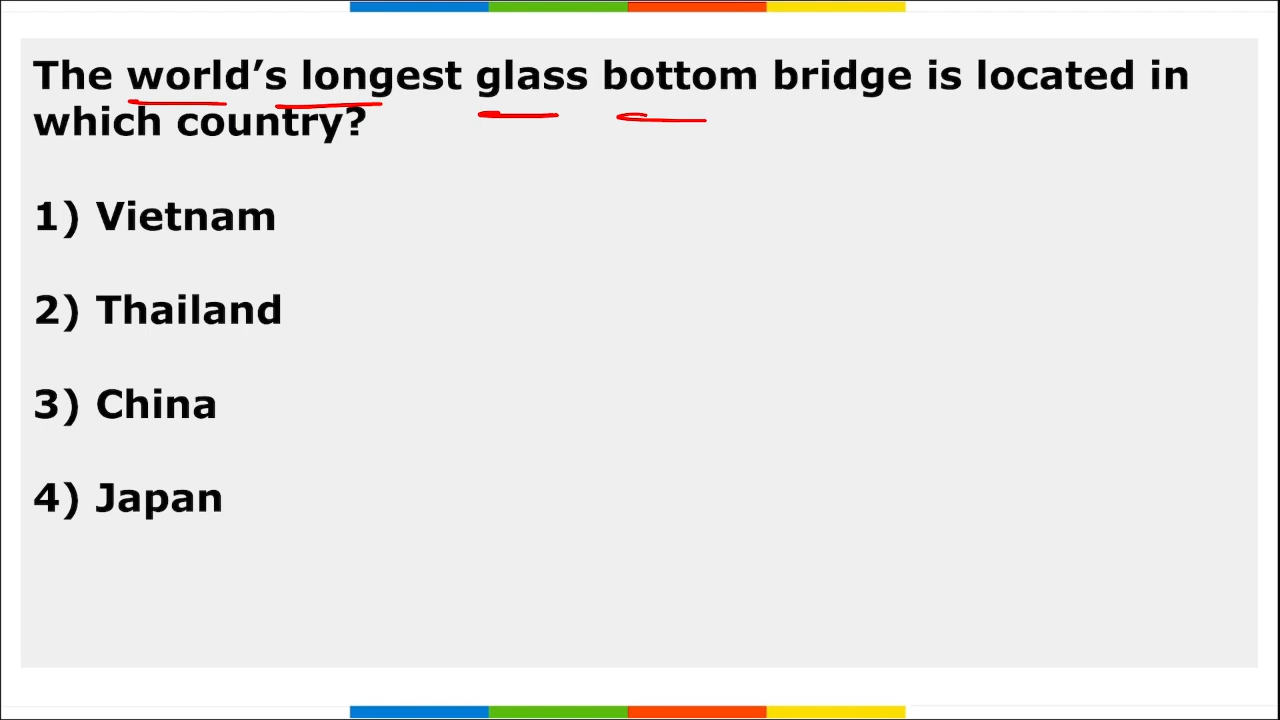 The world’s longest glass bottom bridge is located in
which country?
1) Vietnam
2) Thailand
3) China
4) Japan